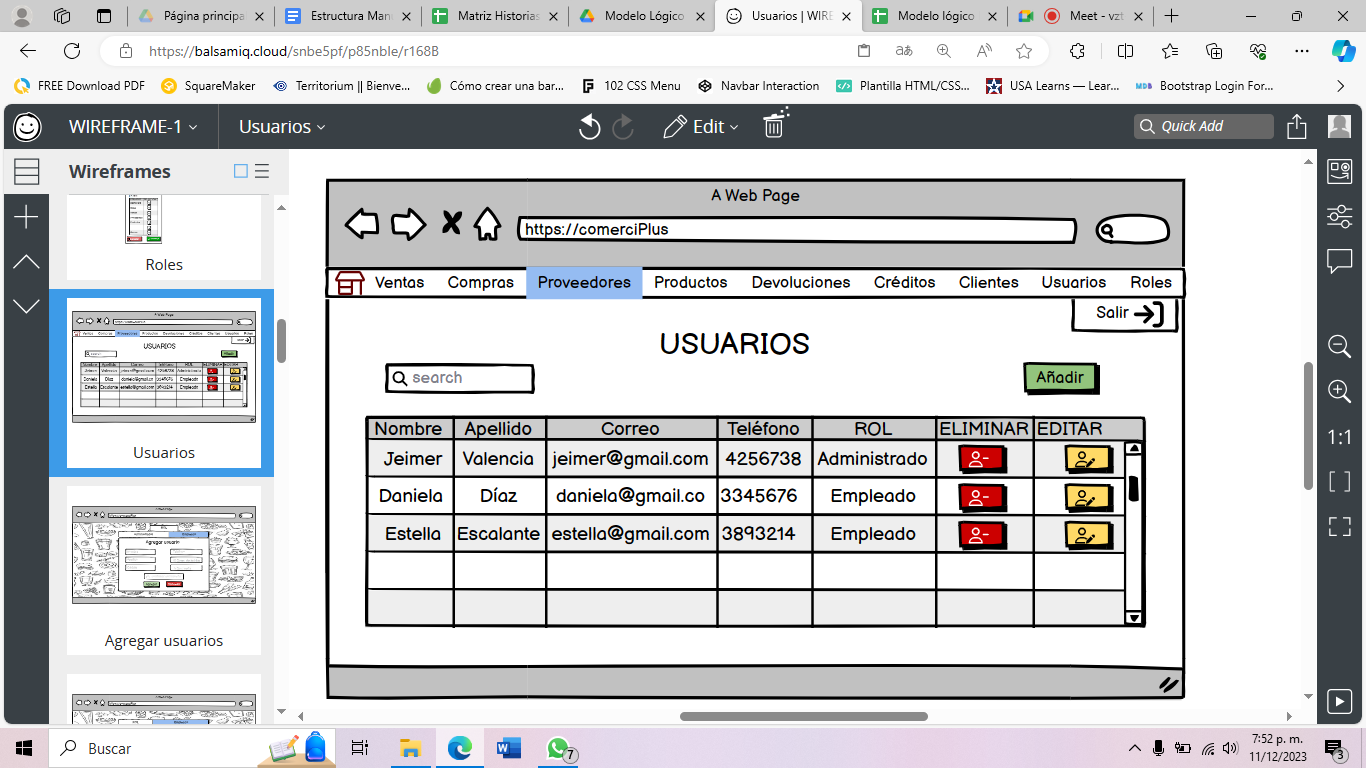 Página principa
Estructura Man
Matriz Historias
Modelo Lógico
Usuarios | WIRE
Modelo lógico
Meet - vzt
https://balsamiq.cloud/snbe5pf/p85nble/r168B
FREE Download PDF
SquareMaker
Territorium || Bienve...
Cómo crear una bar...
102 CSS Menu
Navbar Interaction
Plantilla HTML/CSS...
USA Learns — Lear...
Bootstrap Login For...
WIREFRAME-1
Usuarios
Edit
Quick Add
Wireframes
Roles
Usuarios
Agregar usuarios
1:1
A Web Page
https://comerciPlus
Ventas Compras Proveedores Productos Devoluciones Créditos Clientes Usuarios Roles
Salir
USUARIOS
search
Añadir
Nombre Apellido Correo Teléfono ROL ELIMINAR EDITAR
Jeimer Valencia jeimer@gmail.com 4256738 Administrado
Daniela Díaz daniela@gmail.co 3345676 Empleado
Estella Escalante estella@gmail.com 3893214 Empleado
Buscar
7
7:52 p. m.
11/12/2023
3